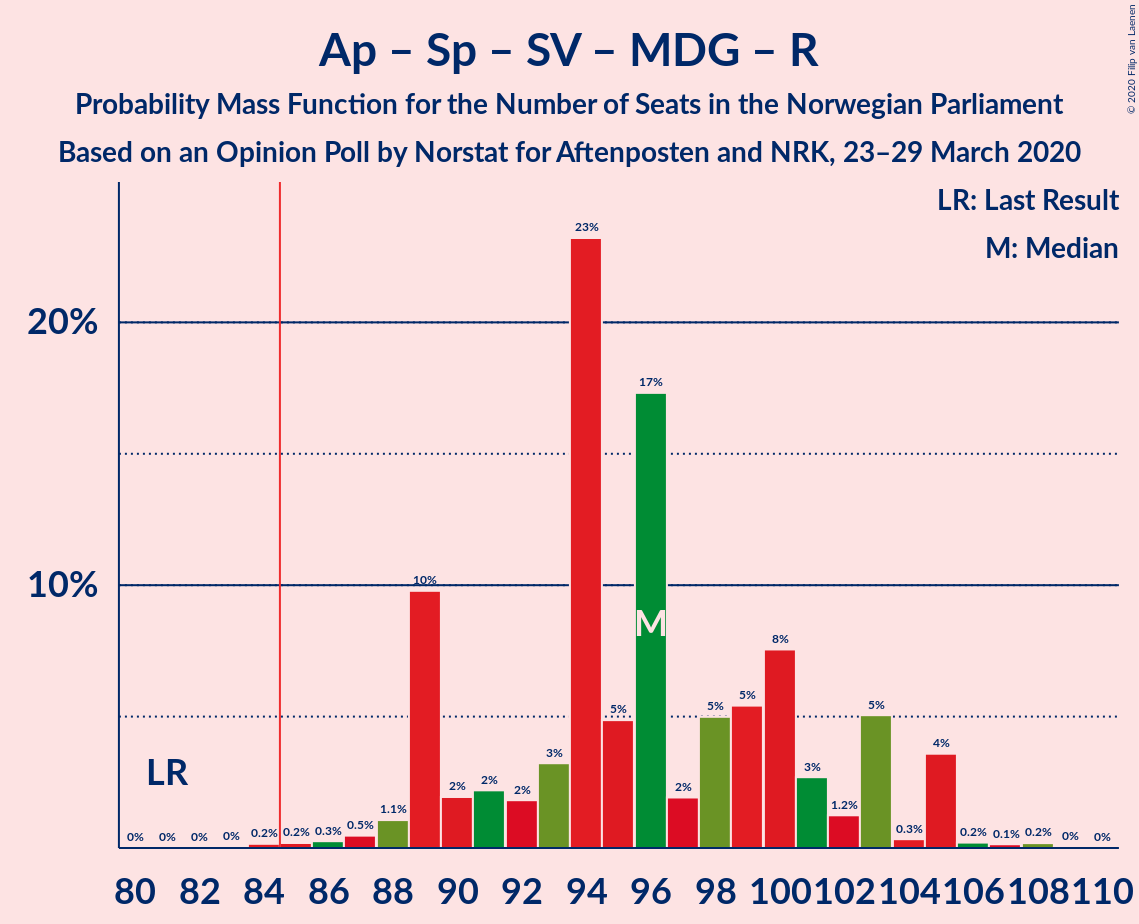 Ap – Sp – SV – MDG – R
Probability Mass Function for the Number of Seats in the Norwegian Parliament
Based on an Opinion Poll by Norstat for Aftenposten and NRK, 23–29 March 2020
© 2020 Filip van Laenen
LR: Last Result
M: Median
20%
10%
LR
M
0% 0% 0% 0% 0.2% 0.2% 0.3% 0.5% 1.1% 10% 2% 2% 2% 3% 23% 5% 17% 2% 5% 5% 8% 3% 1.2% 5% 0.3% 4% 0.2% 0.1% 0.2% 0% 0%
80 82 84 86 88 90 92 94 96 98 100 102 104 106 108 110